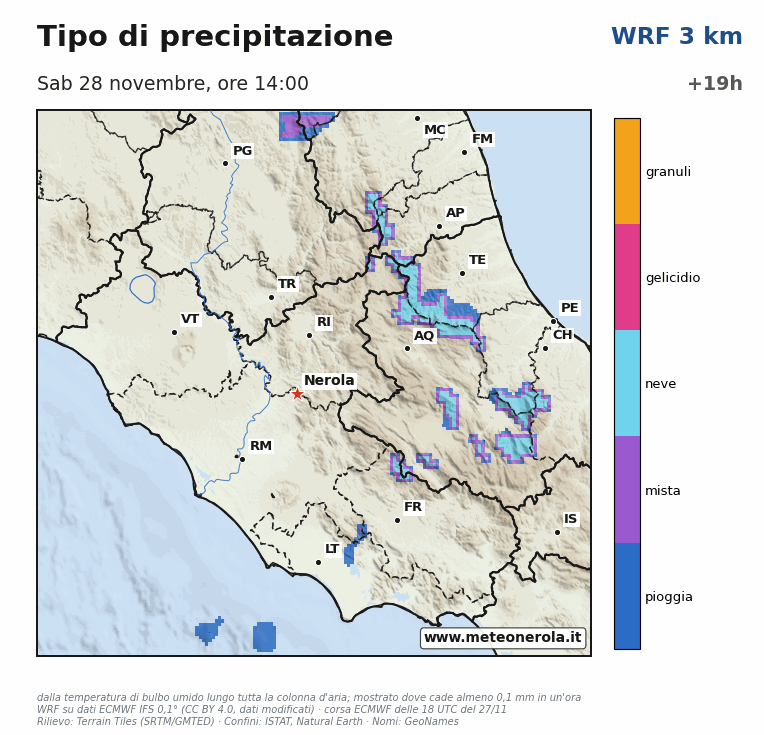 Tipo di precipitazione
WRF 3 km
Sab 28 novembre, ore 14:00
+19h
MC
FM
PG
AP
TE
TR
PE
VT
RI
AQ
CH
Nerola
RM
FR
IS
LT
www.meteonerola.it
granuli
gelicidio
neve
mista
pioggia
dalla temperatura di bulbo umido lungo tutta la colonna d'aria; mostrato dove cade almeno 0,1 mm in un'ora
WRF su dati ECMWF IFS 0,1° (CC BY 4.0, dati modificati) · corsa ECMWF delle 18 UTC del 27/11
Rilievo: Terrain Tiles (SRTM/GMTED) · Confini: ISTAT, Natural Earth · Nomi: GeoNames